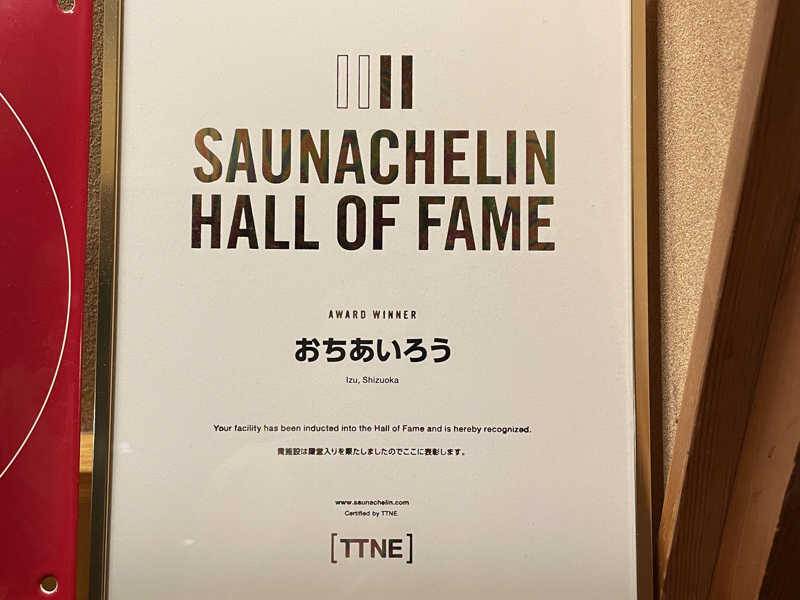 SAUNACHELIN
HALL OF FAME
AWARD WINNER
おちあいろう
Izu, Shizuoka
Your facility has been inducted into the Hall of Fame and is hereby recognized.
貴施設は殿堂入りを果たしましたのでここに表彰します。
www.saunachelin.com
Certified by TTNE.
[TTNE]